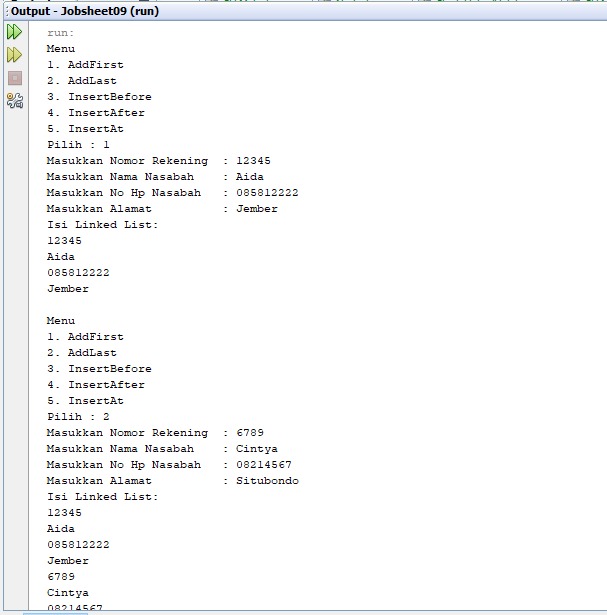 Output - Jobsheet09 (run)
run:
Menu
1. AddFirst
2. AddLast
3. InsertBefore
4. InsertAfter
5. InsertAt
Pilih : 1
Masukkan Nomor Rekening  : 12345
Masukkan Nama Nasabah    : Aida
Masukkan No Hp Nasabah   : 085812222
Masukkan Alamat          : Jember
Isi Linked List:
12345
Aida
085812222
Jember

Menu
1. AddFirst
2. AddLast
3. InsertBefore
4. InsertAfter
5. InsertAt
Pilih : 2
Masukkan Nomor Rekening  : 6789
Masukkan Nama Nasabah    : Cintya
Masukkan No Hp Nasabah   : 08214567
Masukkan Alamat          : Situbondo
Isi Linked List:
12345
Aida
085812222
Jember
6789
Cintya
08214567